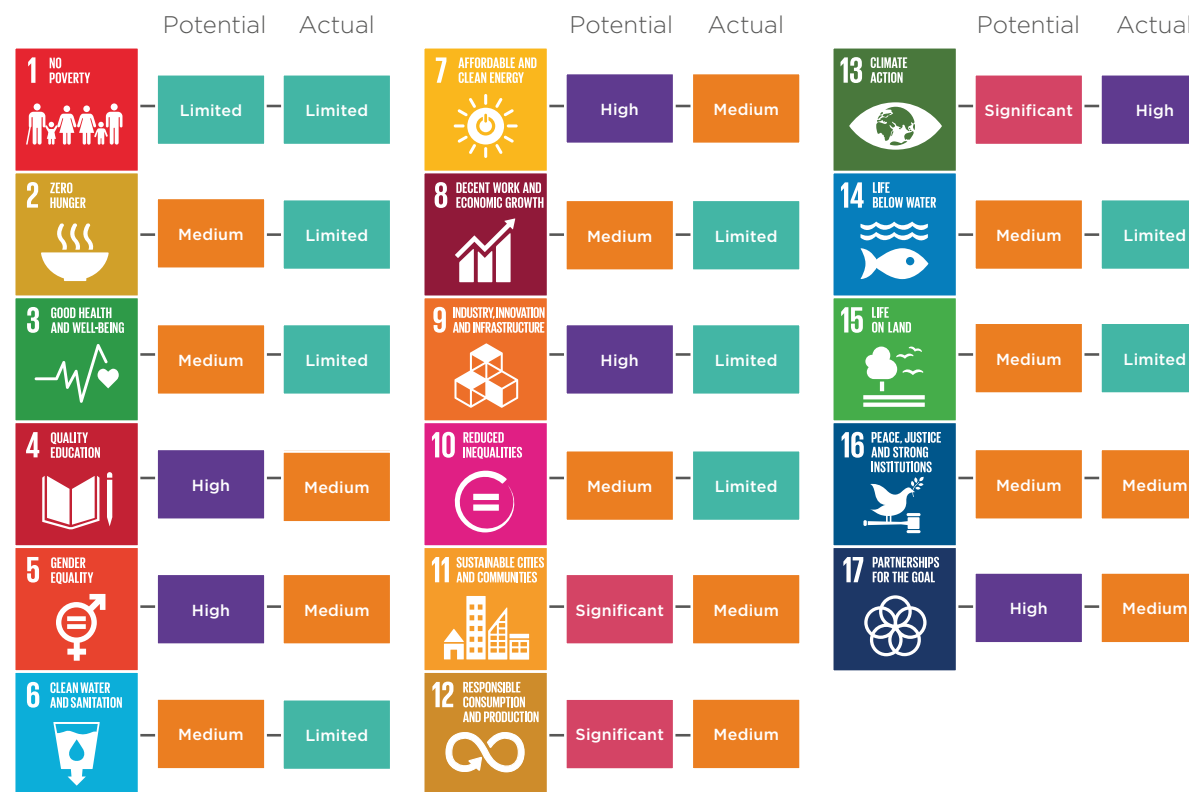 Potential Actual
1 NO
POVERTY
Limited Limited
2 ZERO
HUNGER
Medium Limited
3 GOOD HEALTH
AND WELL-BEING
Medium Limited
4 QUALITY
EDUCATION
High Medium
5 GENDER
EQUALITY
High Medium
6 CLEAN WATER
AND SANITATION
Medium Limited
Potential Actual
7 AFFORDABLE AND
CLEAN ENERGY
High Medium
8 DECENT WORK AND
ECONOMIC GROWTH
Medium Limited
9 INDUSTRY, INNOVATION
AND INFRASTRUCTURE
High Limited
10 REDUCED
INEQUALITIES
Medium Limited
11 SUSTAINABLE CITIES
AND COMMUNITIES
Significant Medium
12 RESPONSIBLE
CONSUMPTION
AND PRODUCTION
Significant Medium
Potential Actual
13 CLIMATE
ACTION
Significant High
14 LIFE
BELOW WATER
Medium Limited
15 LIFE
ON LAND
Medium Limited
16 PEACE, JUSTICE
AND STRONG
INSTITUTIONS
Medium Medium
17 PARTNERSHIPS
FOR THE GOAL
High Medium